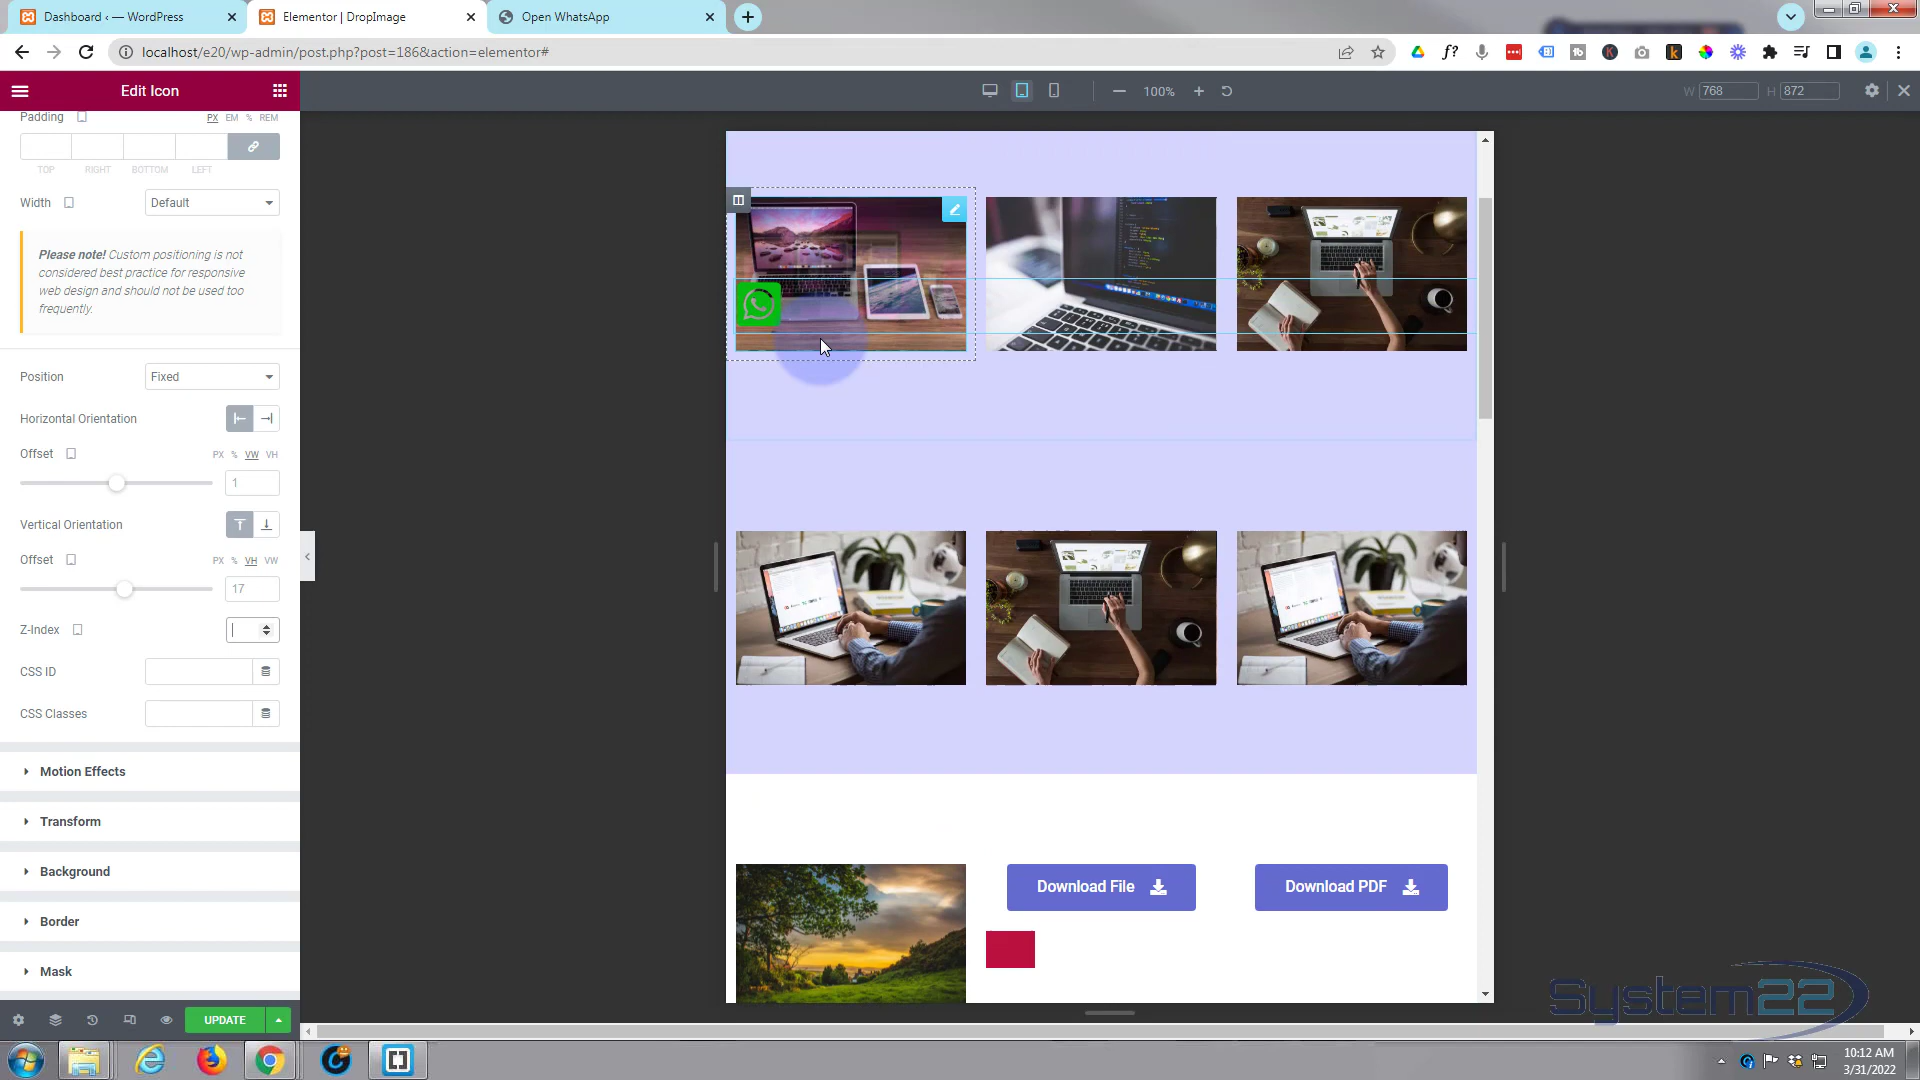 Dashboard ‹ — WordPress
Elementor | DropImage
Open WhatsApp
localhost/e20/wp-admin/post.php?post=186&action=elementor#
Edit Icon
100%
W 768
H 872
Padding
PX EM % REM
TOP RIGHT BOTTOM LEFT
Width
Default
Please note! Custom positioning is not
considered best practice for responsive
web design and should not be used too
frequently.
Position
Fixed
Horizontal Orientation
Offset
PX % VW VH
1
Vertical Orientation
Offset
PX % VH VW
17
Z-Index
CSS ID
CSS Classes
Motion Effects
Transform
Background
Border
Mask
UPDATE
Download File
Download PDF
System22
10:12 AM
3/31/2022